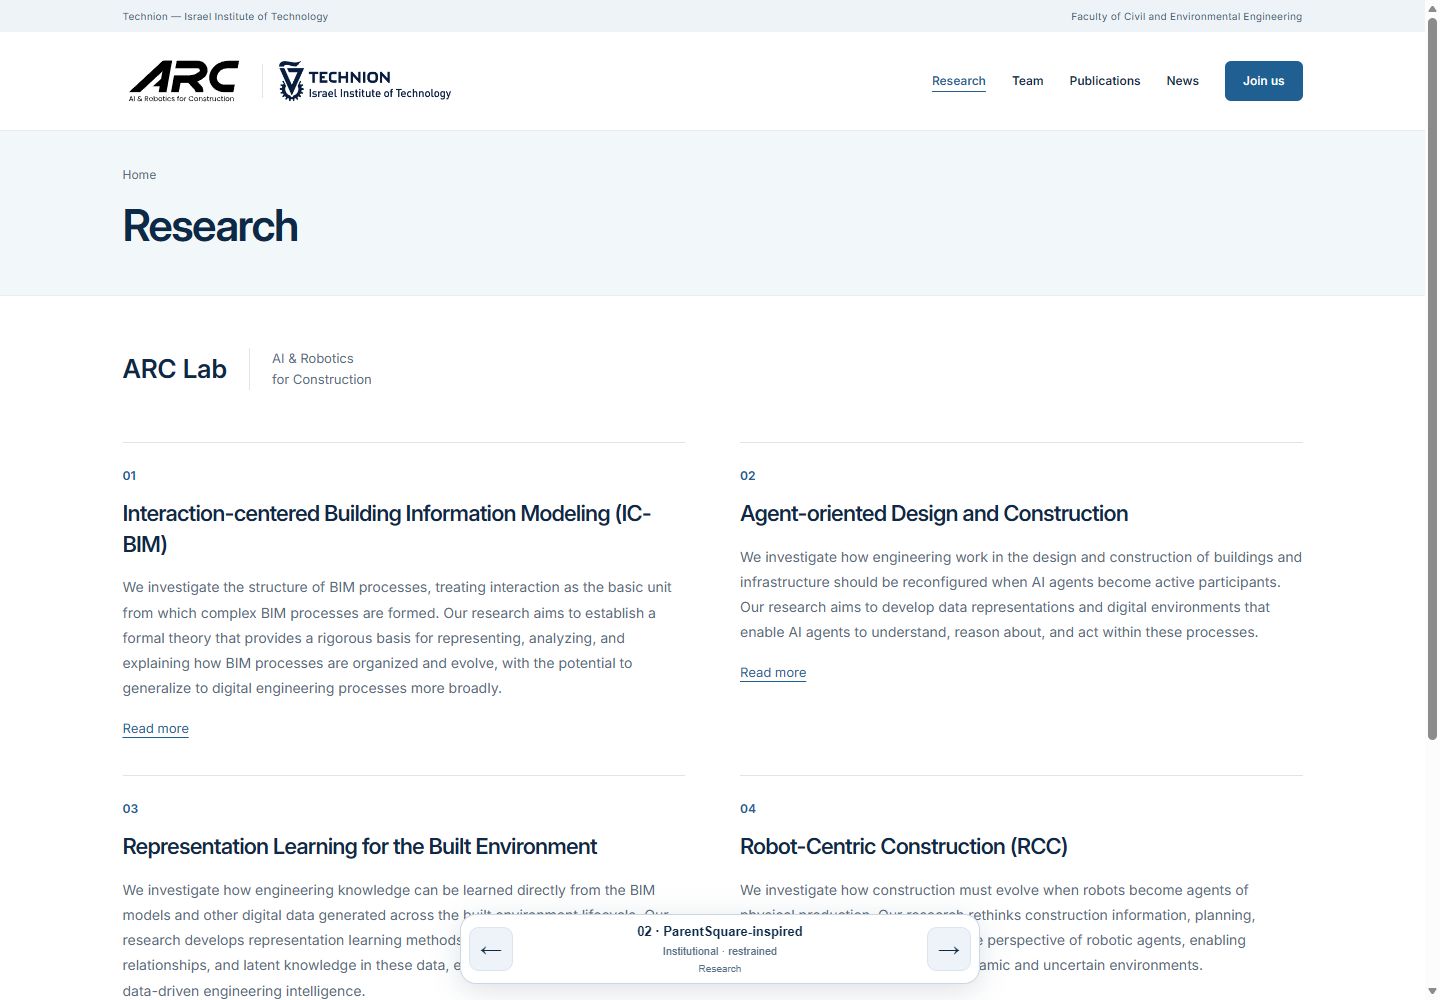 Technion — Israel Institute of Technology
Faculty of Civil and Environmental Engineering
ARC
AI & Robotics for Construction
TECHNION
Israel Institute of Technology
Research
Team
Publications
News
Join us
Home
Research
ARC Lab
AI & Robotics
for Construction
01
Interaction-centered Building Information Modeling (IC-
BIM)
We investigate the structure of BIM processes, treating interaction as the basic unit
from which complex BIM processes are formed. Our research aims to establish a
formal theory that provides a rigorous basis for representing, analyzing, and
explaining how BIM processes are organized and evolve, with the potential to
generalize to digital engineering processes more broadly.
Read more
02
Agent-oriented Design and Construction
We investigate how engineering work in the design and construction of buildings and
infrastructure should be reconfigured when AI agents become active participants.
Our research aims to develop data representations and digital environments that
enable AI agents to understand, reason about, and act within these processes.
Read more
03
Representation Learning for the Built Environment
We investigate how engineering knowledge can be learned directly from the BIM
models and other digital data generated across the built environment lifecycle. Our
research develops representation learning methods
relationships, and latent knowledge in these data,
data-driven engineering intelligence.
04
Robot-Centric Construction (RCC)
We investigate how construction must evolve when robots become agents of
physical production. Our research rethinks construction information, planning,
perspective of robotic agents, enabling
and uncertain environments.
←
02 · ParentSquare-inspired
Institutional · restrained
Research
→